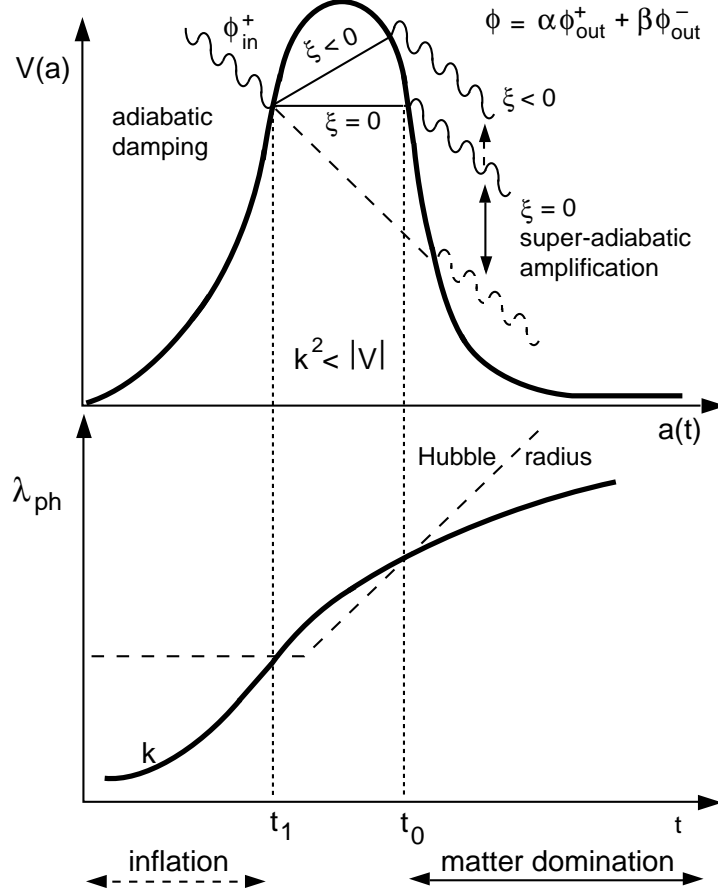 ϕ⁺in
ϕ = αϕ⁺out + βϕ⁻out
V(a)
ξ < 0
ξ < 0
adiabatic
damping
ξ = 0
ξ = 0
super-adiabatic
amplification
k² < |V|
a(t)
Hubble radius
λph
k
t1
t0
t
inflation
matter domination